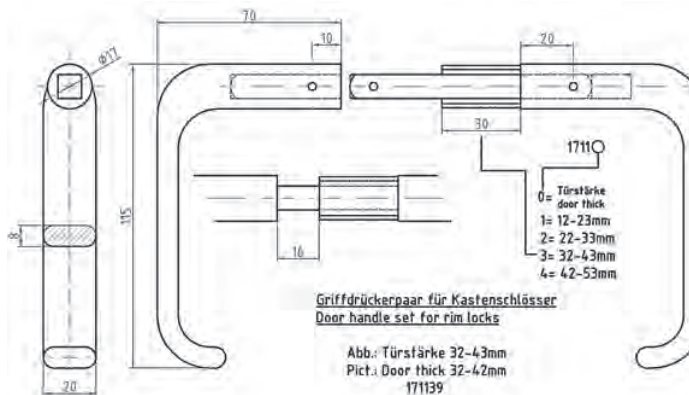 70
10
20
Ø17
30
1711○
0= Türstärke
door thick
1= 12-23mm
2= 22-33mm
3= 32-43mm
4= 42-53mm
115
8
16
20
Griffdrückerpaar für Kastenschlösser
Door handle set for rim locks
Abb.: Türstärke 32-43mm
Pict.: Door thick 32-42mm
171139